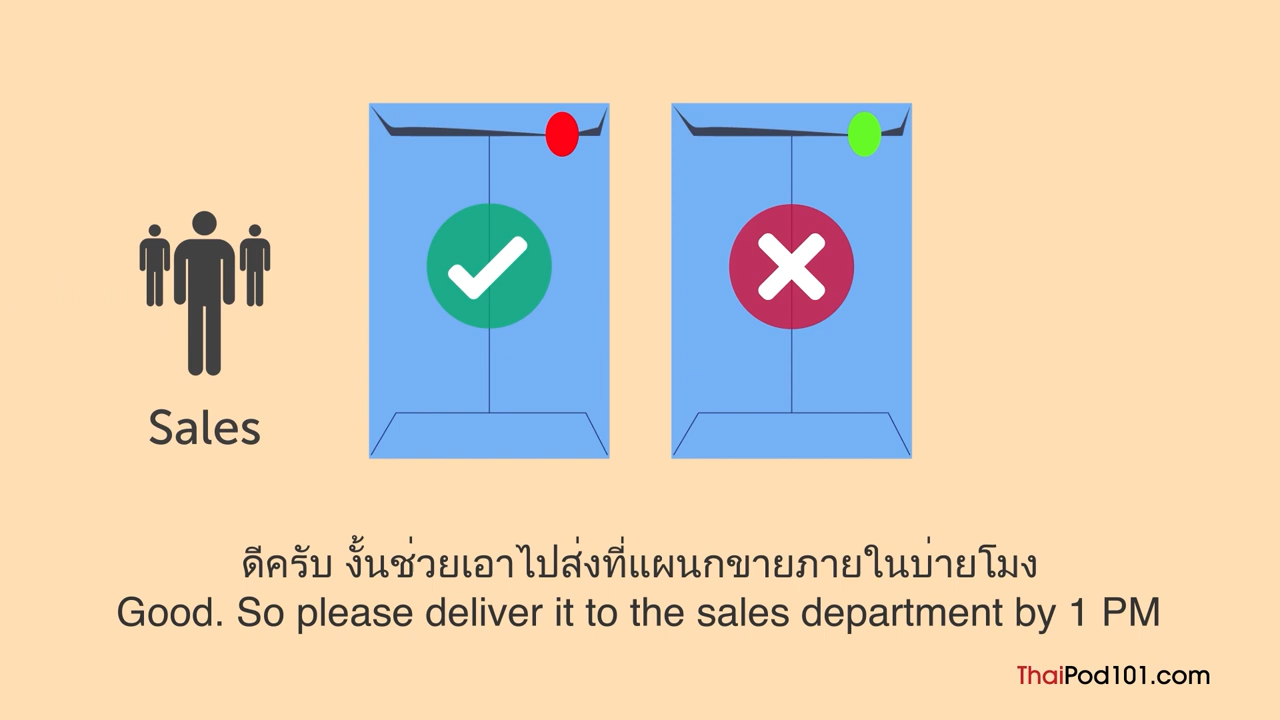 Sales
ดีครับ งั้นช่วยเอาไปส่งที่แผนกขายภายในบ่ายโมง
Good. So please deliver it to the sales department by 1 PM
ThaiPod101.com